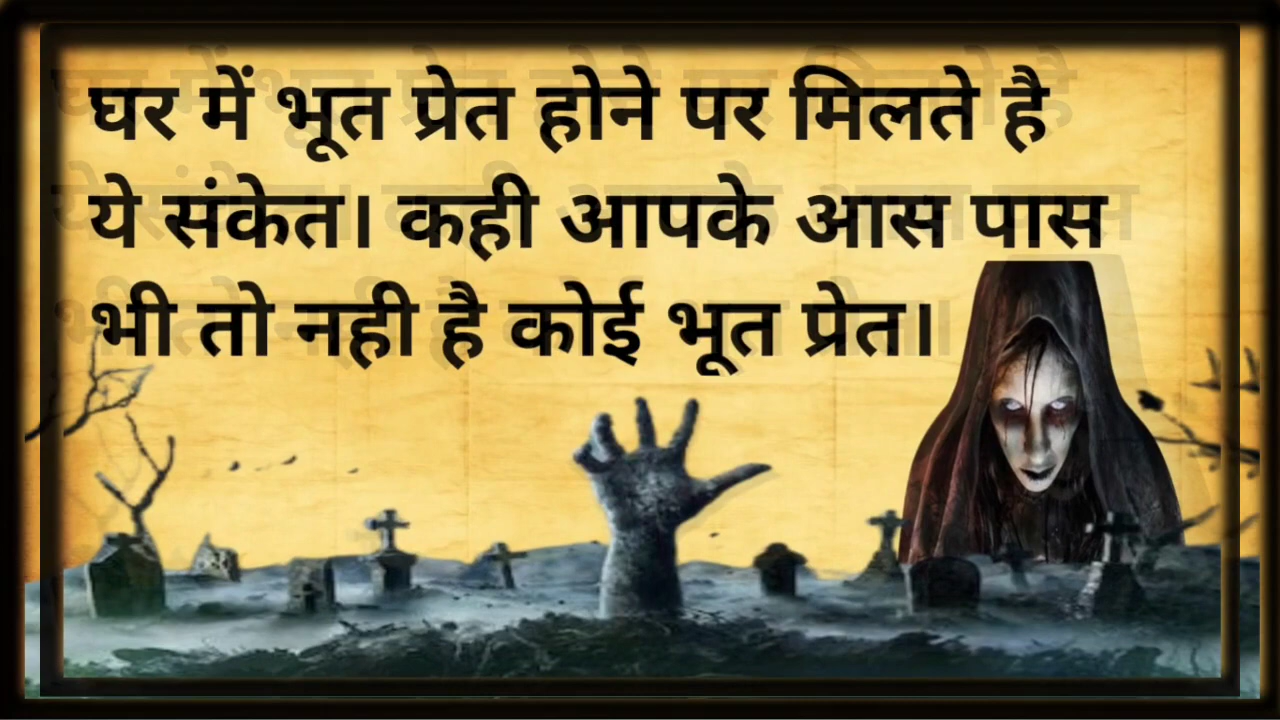 घर में भूत प्रेत होने पर मिलते है
ये संकेत। कही आपके आस पास
भी तो नही है कोई भूत प्रेत।